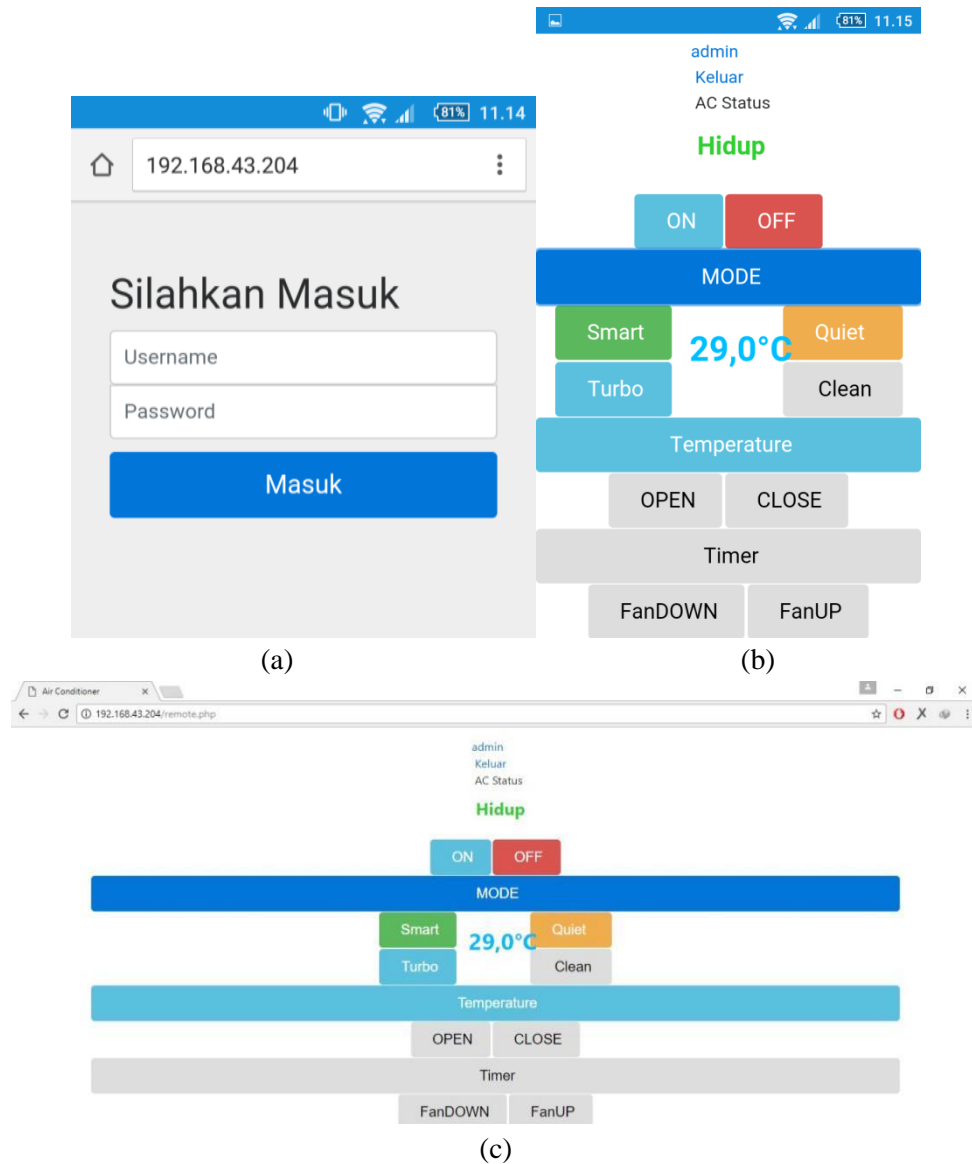 81% 11.14
192.168.43.204
Silahkan Masuk
Username
Password
Masuk
(a)
81% 11.15
admin
Keluar
AC Status
Hidup
ON OFF
MODE
Smart 29,0°C Quiet
Turbo Clean
Temperature
OPEN CLOSE
Timer
FanDOWN FanUP
(b)
Air Conditioner
192.168.43.204/remote.php
admin
Keluar
AC Status
Hidup
ON OFF
MODE
Smart 29,0°C Quiet
Turbo Clean
Temperature
OPEN CLOSE
Timer
FanDOWN FanUP
(c)